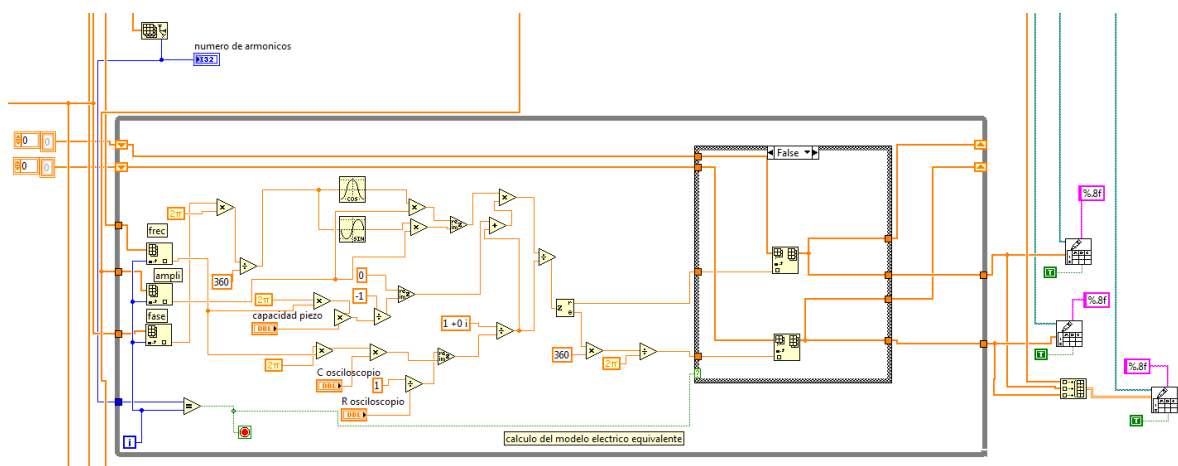 numero de armonicos
I32
0
0
0
0
False
%.8f
COS
2π
SIN
frec
T
360
0
ampli
-1
2π
%.8f
capacidad piezo
DBL
fase
1 +0 i
r
z
θ
T
360
2π
2π
%.8f
C osciloscopio
DBL
1
R osciloscopio
DBL
?
=
T
calculo del modelo electrico equivalente
i